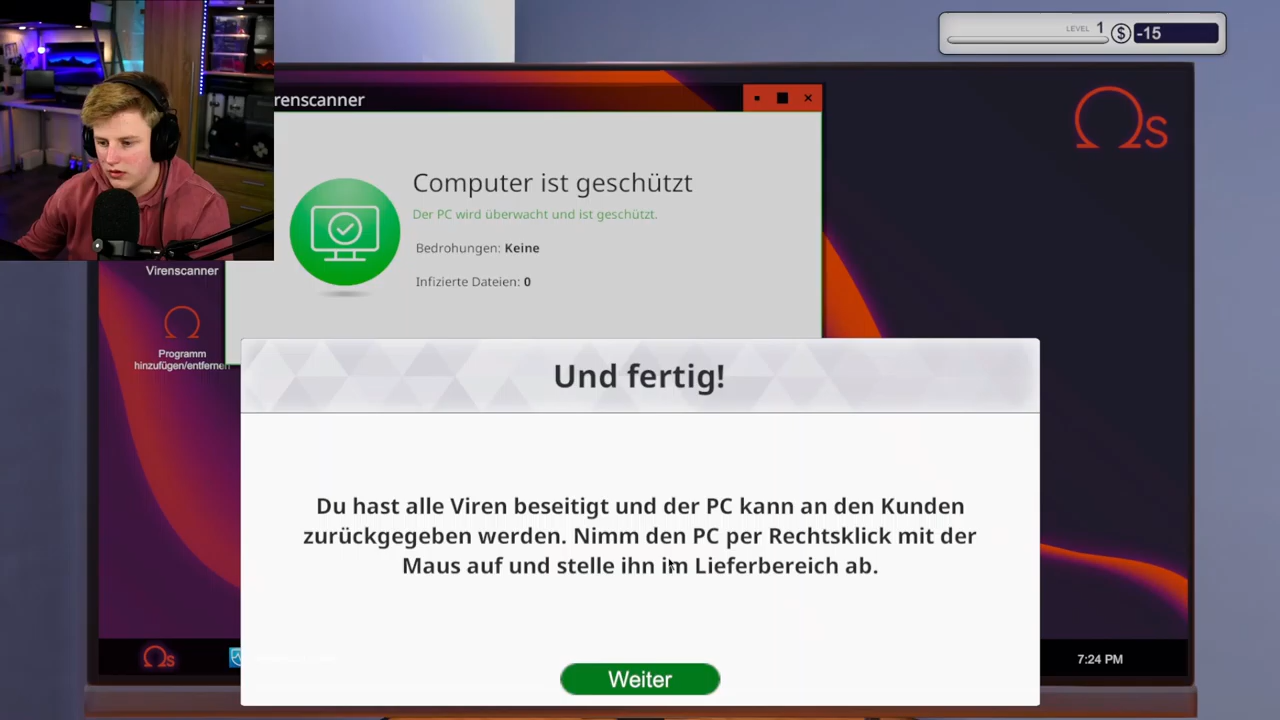 LEVEL 1 $ -15
renscanner
Computer ist geschützt
Der PC wird überwacht und ist geschützt.
Bedrohungen: Keine
Infizierte Dateien: 0
Ωs
Virenscanner
Programm
hinzufügen/entfernen
Und fertig!
Du hast alle Viren beseitigt und der PC kann an den Kunden
zurückgegeben werden. Nimm den PC per Rechtsklick mit der
Maus auf und stelle ihn im Lieferbereich ab.
Weiter
Ωs
7:24 PM